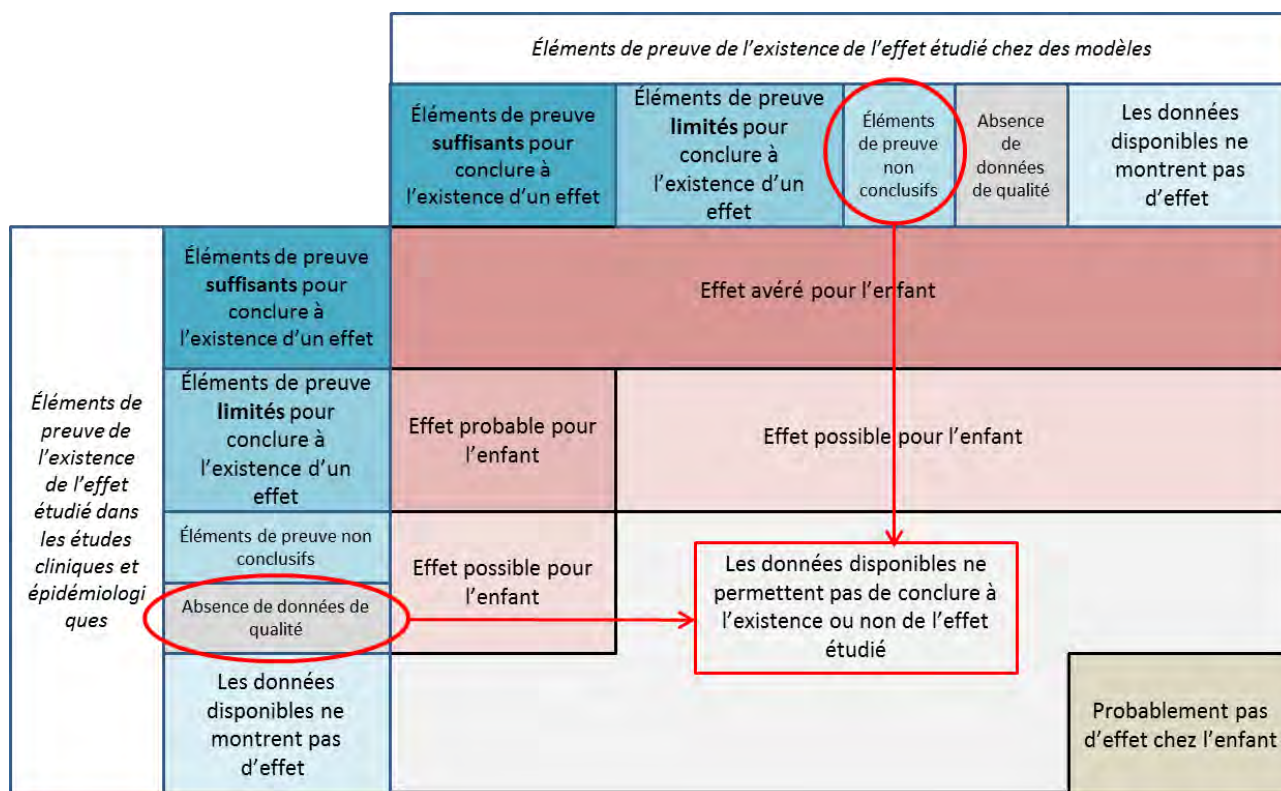 Éléments de preuve de l'existence de l'effet étudié chez des modèles
Éléments de preuve
suffisants pour
conclure à
l'existence d'un effet
Éléments de preuve
limités pour
conclure à
l'existence d'un
effet
Éléments
de preuve
non
conclusifs
Absence
de
données
de qualité
Les données
disponibles ne
montrent pas
d'effet
Éléments de
preuve de
l'existence
de l'effet
étudié dans
les études
cliniques et
épidémiologi
ques
Éléments de preuve
suffisants pour
conclure à
l'existence d'un effet
Effet avéré pour l'enfant
Éléments de preuve
limités pour
conclure à
l'existence d'un
effet
Effet probable pour
l'enfant
Effet possible pour l'enfant
Éléments de preuve non
conclusifs
Absence de données de
qualité
Effet possible pour
l'enfant
Les données disponibles ne
permettent pas de conclure à
l'existence ou non de l'effet
étudié
Les données
disponibles ne
montrent pas
d'effet
Probablement pas
d'effet chez l'enfant